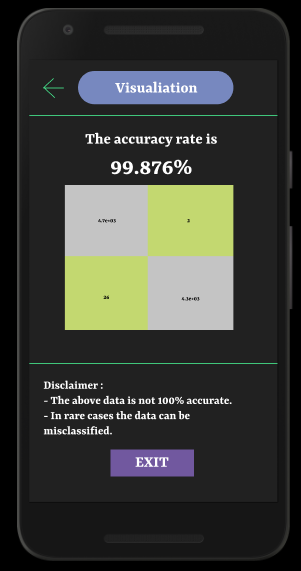 Visualiation
The accuracy rate is
99.876%
4.7e+03
3
26
4.3e+03
Disclaimer :
- The above data is not 100% accurate.
- In rare cases the data can be
misclassified.
EXIT